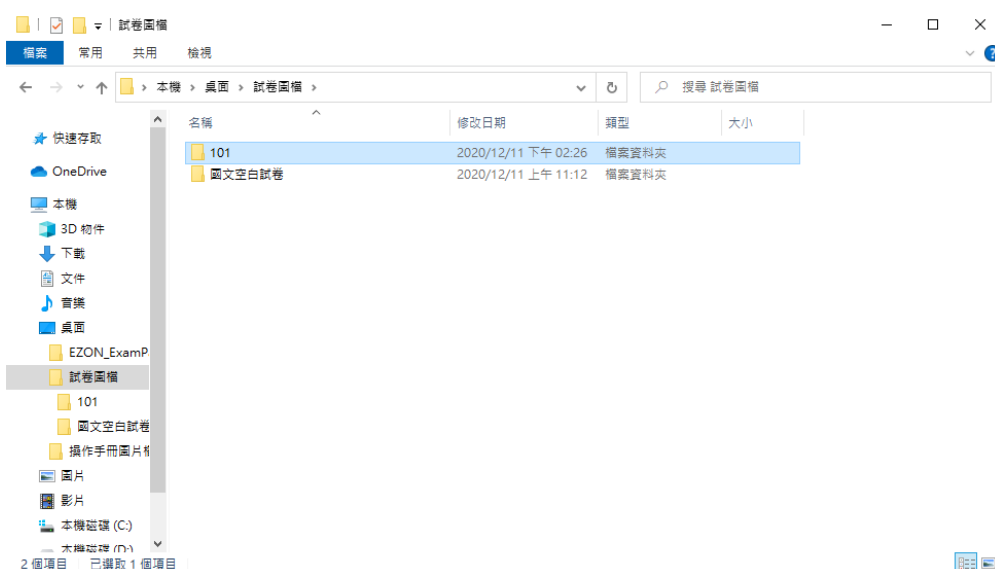 試卷圖檔
檔案 常用 共用 檢視
本機 › 桌面 › 試卷圖檔 ›
搜尋 試卷圖檔
名稱 修改日期 類型 大小
101 2020/12/11 下午 02:26 檔案資料夾
國文空白試卷 2020/12/11 上午 11:12 檔案資料夾
快速存取
OneDrive
本機
3D 物件
下載
文件
音樂
桌面
EZON_ExamP
試卷圖檔
101
國文空白試卷
操作手冊圖片檔
圖片
影片
本機磁碟 (C:)
本機磁碟 (D:)
2 個項目 已選取 1 個項目